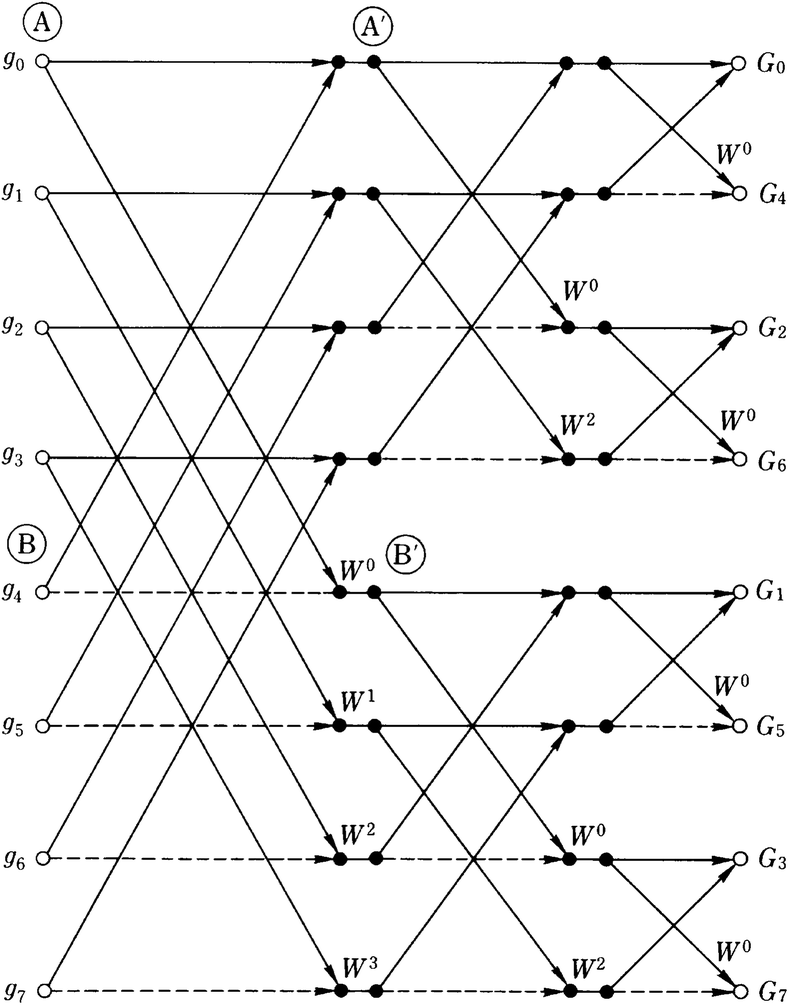 A A′
g₀ G₀
W⁰
g₁ G₄
W⁰
g₂ G₂
W² W⁰
g₃ G₆
B W⁰ B′
g₄ G₁
W¹ W⁰
g₅ G₅
W² W⁰
g₆ G₃
W³ W² W⁰
g₇ G₇